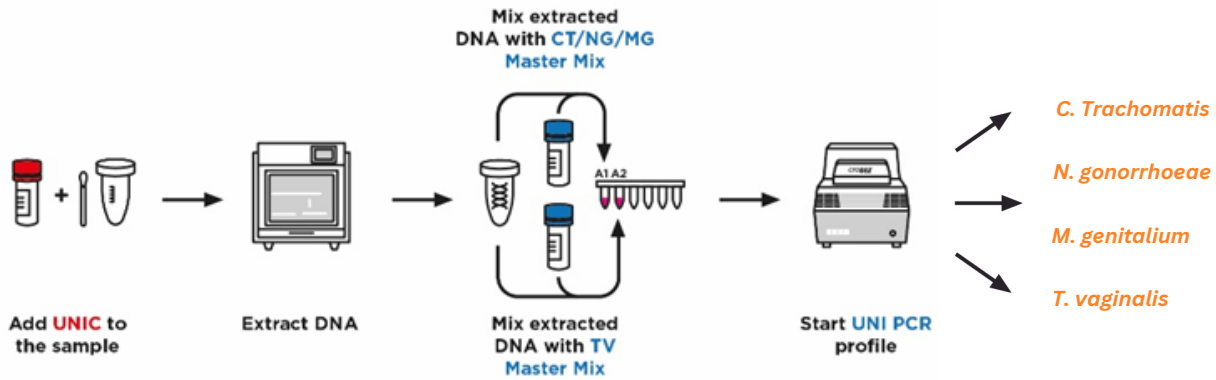 Mix extracted
DNA with CT/NG/MG
Master Mix
A1 A2
Add UNIC to
the sample
Extract DNA
Mix extracted
DNA with TV
Master Mix
Start UNI PCR
profile
C. Trachomatis
N. gonorrhoeae
M. genitalium
T. vaginalis